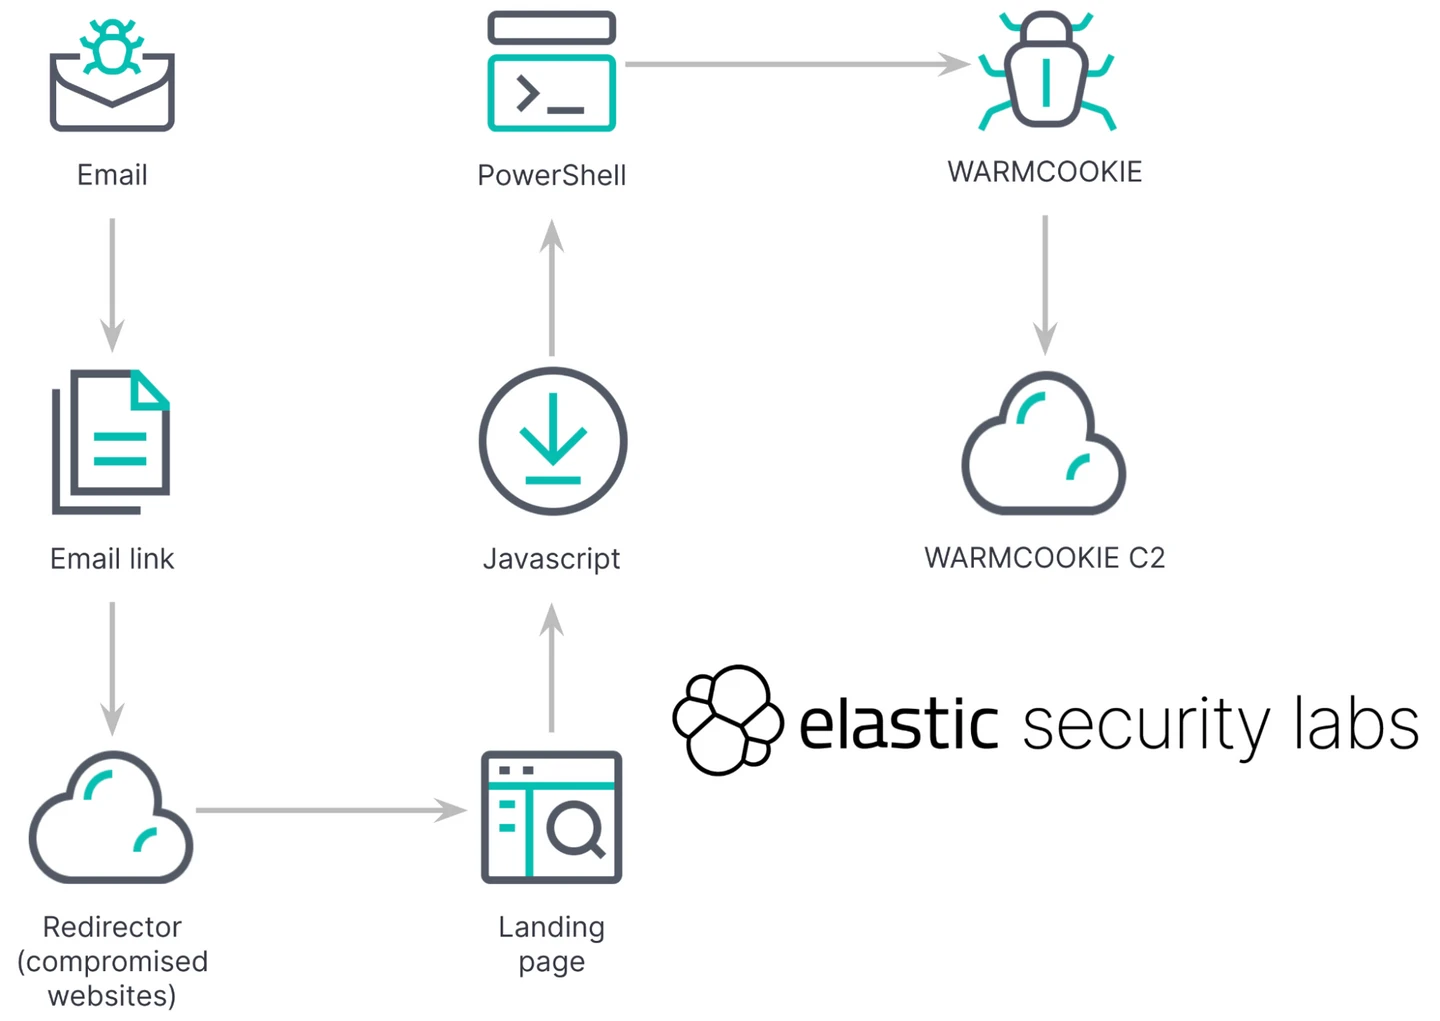 Email
PowerShell
WARMCOOKIE
Email link
Javascript
WARMCOOKIE C2
elastic security labs
Redirector
(compromised
websites)
Landing
page